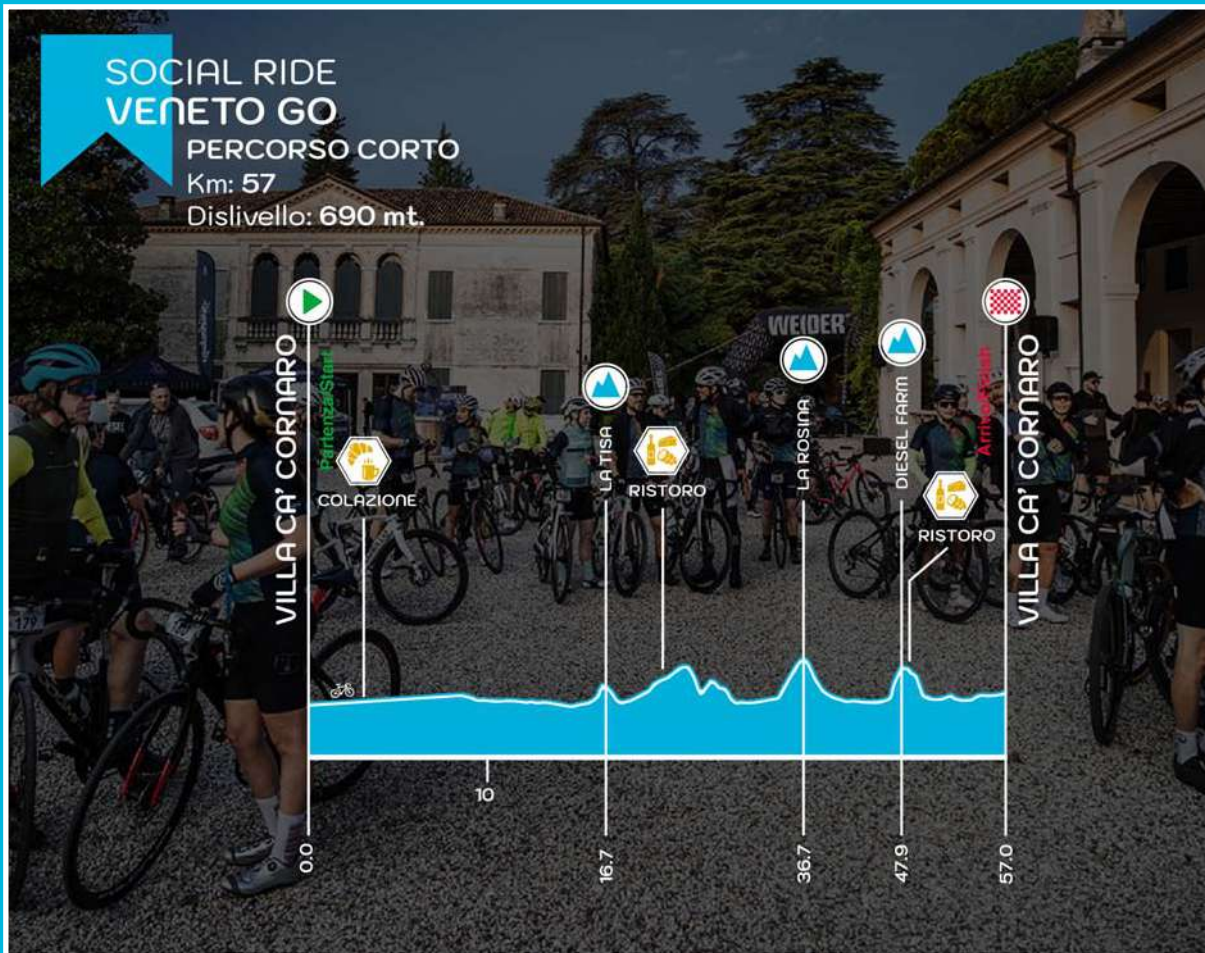 SOCIAL RIDE
VENETO GO
PERCORSO CORTO
Km: 57
Dislivello: 690 mt.
WEIDER
VILLA CA' CORNARO
Partenza/Start
COLAZIONE
LA TISA
RISTORO
LA ROSINA
DIESEL FARM
RISTORO
Arrivo/Finish
VILLA CA' CORNARO
179
10
0.0
16.7
36.7
47.9
57.0